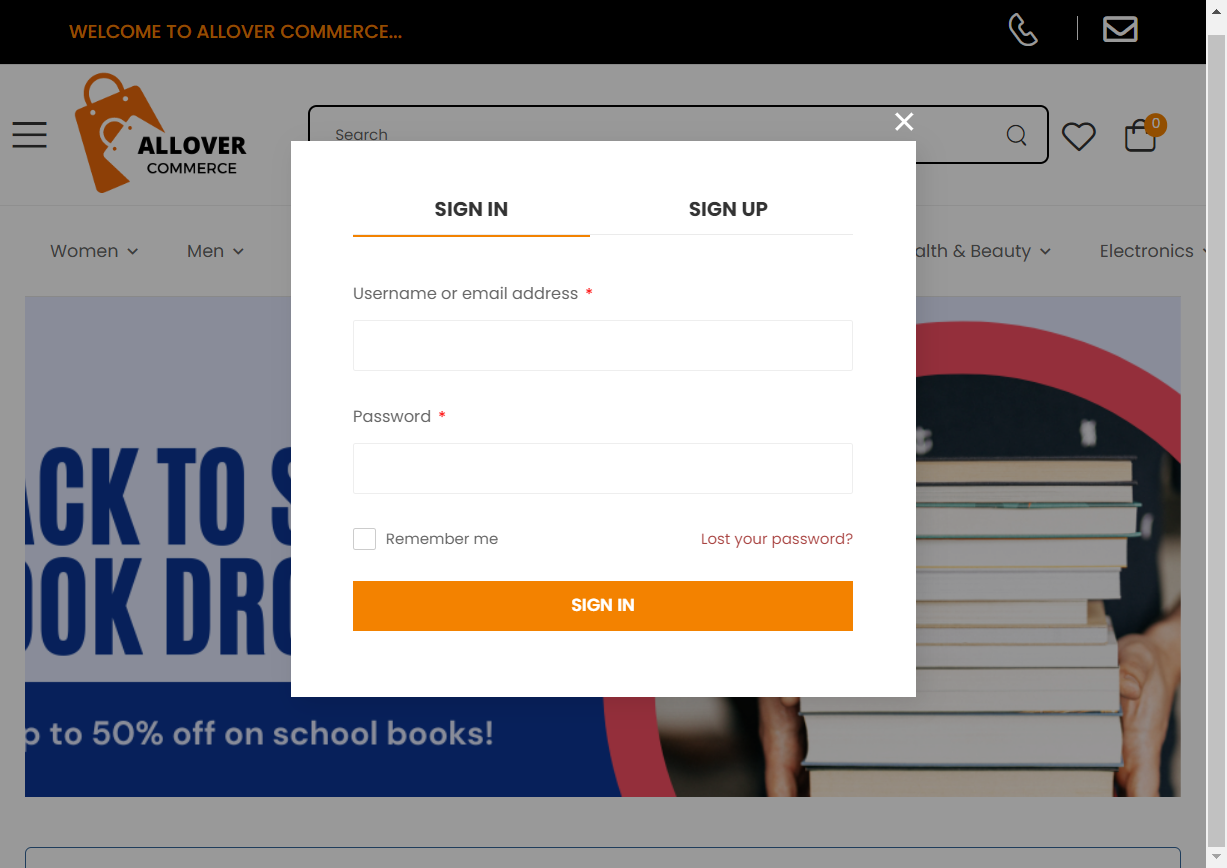 WELCOME TO ALLOVER COMMERCE...
ALLOVER
COMMERCE
Search
0
SIGN IN
SIGN UP
Women
Men
alth & Beauty
Electronics
Username or email address *
Password *
ACK TO S
OOK DRO
Remember me
Lost your password?
SIGN IN
p to 50% off on school books!